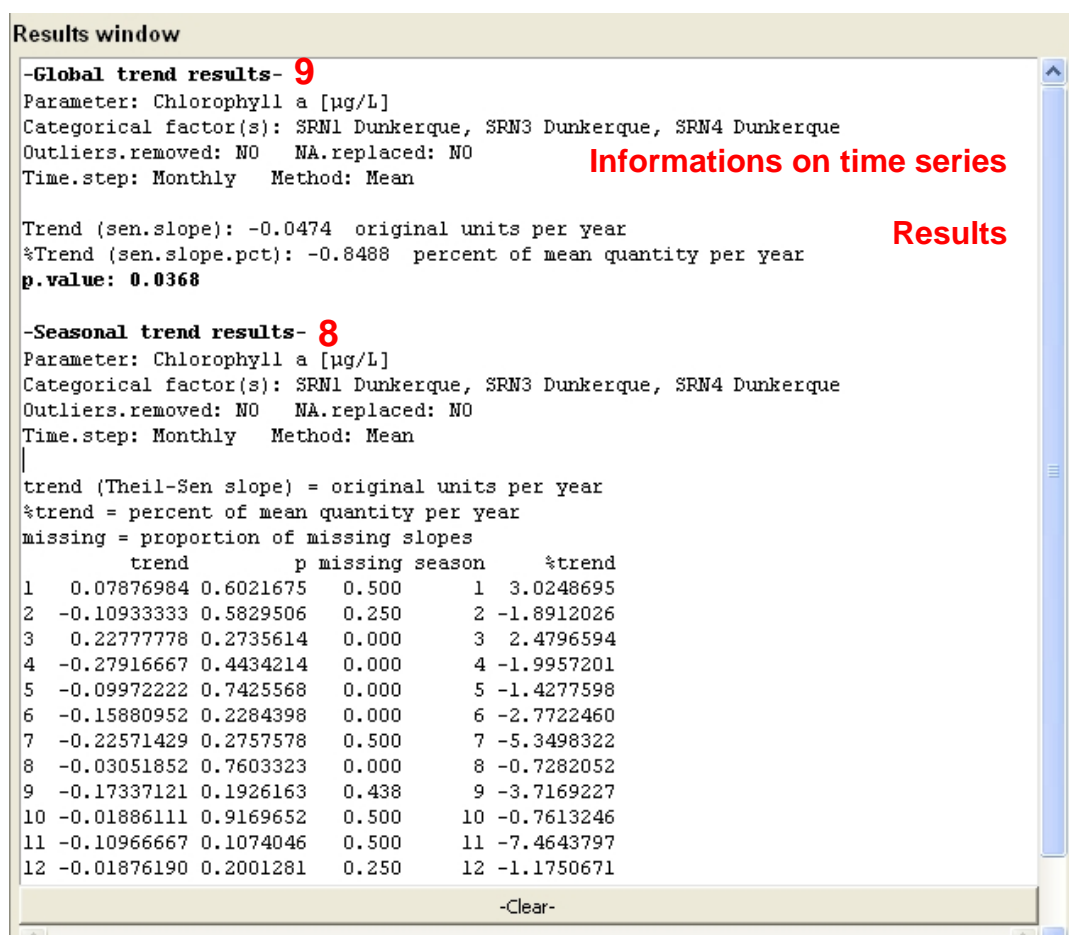 Results window
-Global trend results- 9
Parameter: Chlorophyll a [µg/L]
Categorical factor(s): SRN1 Dunkerque, SRN3 Dunkerque, SRN4 Dunkerque
Outliers.removed: NO   NA.replaced: NO
Informations on time series
Time.step: Monthly   Method: Mean
Trend (sen.slope): -0.0474  original units per year
Results
%Trend (sen.slope.pct): -0.8488  percent of mean quantity per year
p.value: 0.0368
-Seasonal trend results- 8
Parameter: Chlorophyll a [µg/L]
Categorical factor(s): SRN1 Dunkerque, SRN3 Dunkerque, SRN4 Dunkerque
Outliers.removed: NO   NA.replaced: NO
Time.step: Monthly   Method: Mean
trend (Theil-Sen slope) = original units per year
%trend = percent of mean quantity per year
missing = proportion of missing slopes
trend p missing season %trend
1 0.07876984 0.6021675 0.500 1 3.0248695
2 -0.10933333 0.5829506 0.250 2 -1.8912026
3 0.22777778 0.2735614 0.000 3 2.4796594
4 -0.27916667 0.4434214 0.000 4 -1.9957201
5 -0.09972222 0.7425568 0.000 5 -1.4277598
6 -0.15880952 0.2284398 0.000 6 -2.7722460
7 -0.22571429 0.2757578 0.500 7 -5.3498322
8 -0.03051852 0.7603323 0.000 8 -0.7282052
9 -0.17337121 0.1926163 0.438 9 -3.7169227
10 -0.01886111 0.9169652 0.500 10 -0.7613246
11 -0.10966667 0.1074046 0.500 11 -7.4643797
12 -0.01876190 0.2001281 0.250 12 -1.1750671
-Clear-